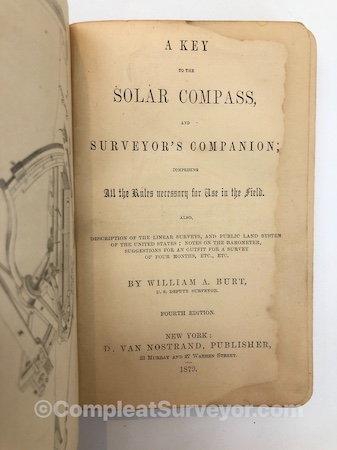 A KEY
TO THE
SOLAR COMPASS,
AND
SURVEYOR'S COMPANION;
COMPRISING
All the Rules necessary for Use in the Field.
ALSO,
DESCRIPTION OF THE LINEAR SURVEYS, AND PUBLIC LAND SYSTEM
OF THE UNITED STATES; NOTES ON THE BAROMETER,
SUGGESTIONS FOR AN OUTFIT FOR A SURVEY
OF FOUR MONTHS, ETC., ETC.
BY WILLIAM A. BURT,
U. S. DEPUTY SURVEYOR.
FOURTH EDITION.
NEW YORK:
D. VAN NOSTRAND, PUBLISHER,
23 MURRAY AND 27 WARREN STREET.
1879.
©CompleatSurveyor.com